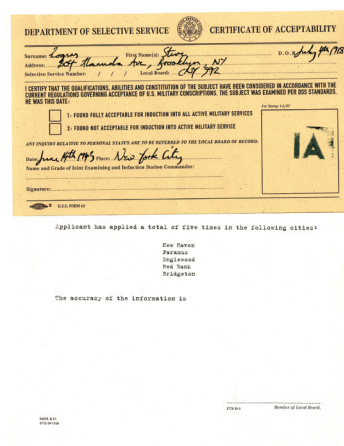 DEPARTMENT OF SELECTIVE SERVICE CERTIFICATE OF ACCEPTABILITY
Surname: Rogers First Name(s): Steve D.O.B. July 4th 1918
Address: Ave, Brooklyn, NY
Selective Service Number: / / Local Board:
I CERTIFY THAT THE QUALIFICATIONS, ABILITIES AND CONSTITUTION OF THE SUBJECT HAVE BEEN CONSIDERED IN ACCORDANCE WITH THE
CURRENT REGULATIONS GOVERNING ACCEPTANCE OF U.S. MILITARY CONSCRIPTIONS. THE SUBJECT WAS EXAMINED PER DSS STANDARDS.
HE WAS THIS DATE:
1: FOUND FULLY ACCEPTABLE FOR INDUCTION INTO ALL ACTIVE MILITARY SERVICES
2: FOUND NOT ACCEPTABLE FOR INDUCTION INTO ACTIVE MILITARY SERVICE
1A
ANY INQUIRY RELATIVE TO PERSONAL STATUS ARE TO BE REFERRED TO THE LOCAL BOARD OF RECORD.
Date: June 14th 1943 Place: New York City
Name and Grade of Joint Examining and Induction Station Commander:
Signature:
Applicant has applied a total of five times in the following cities:
New Haven
Paramus
Englewood
Red Bank
Bridgeton
The accuracy of the information is
Member of Local Board.